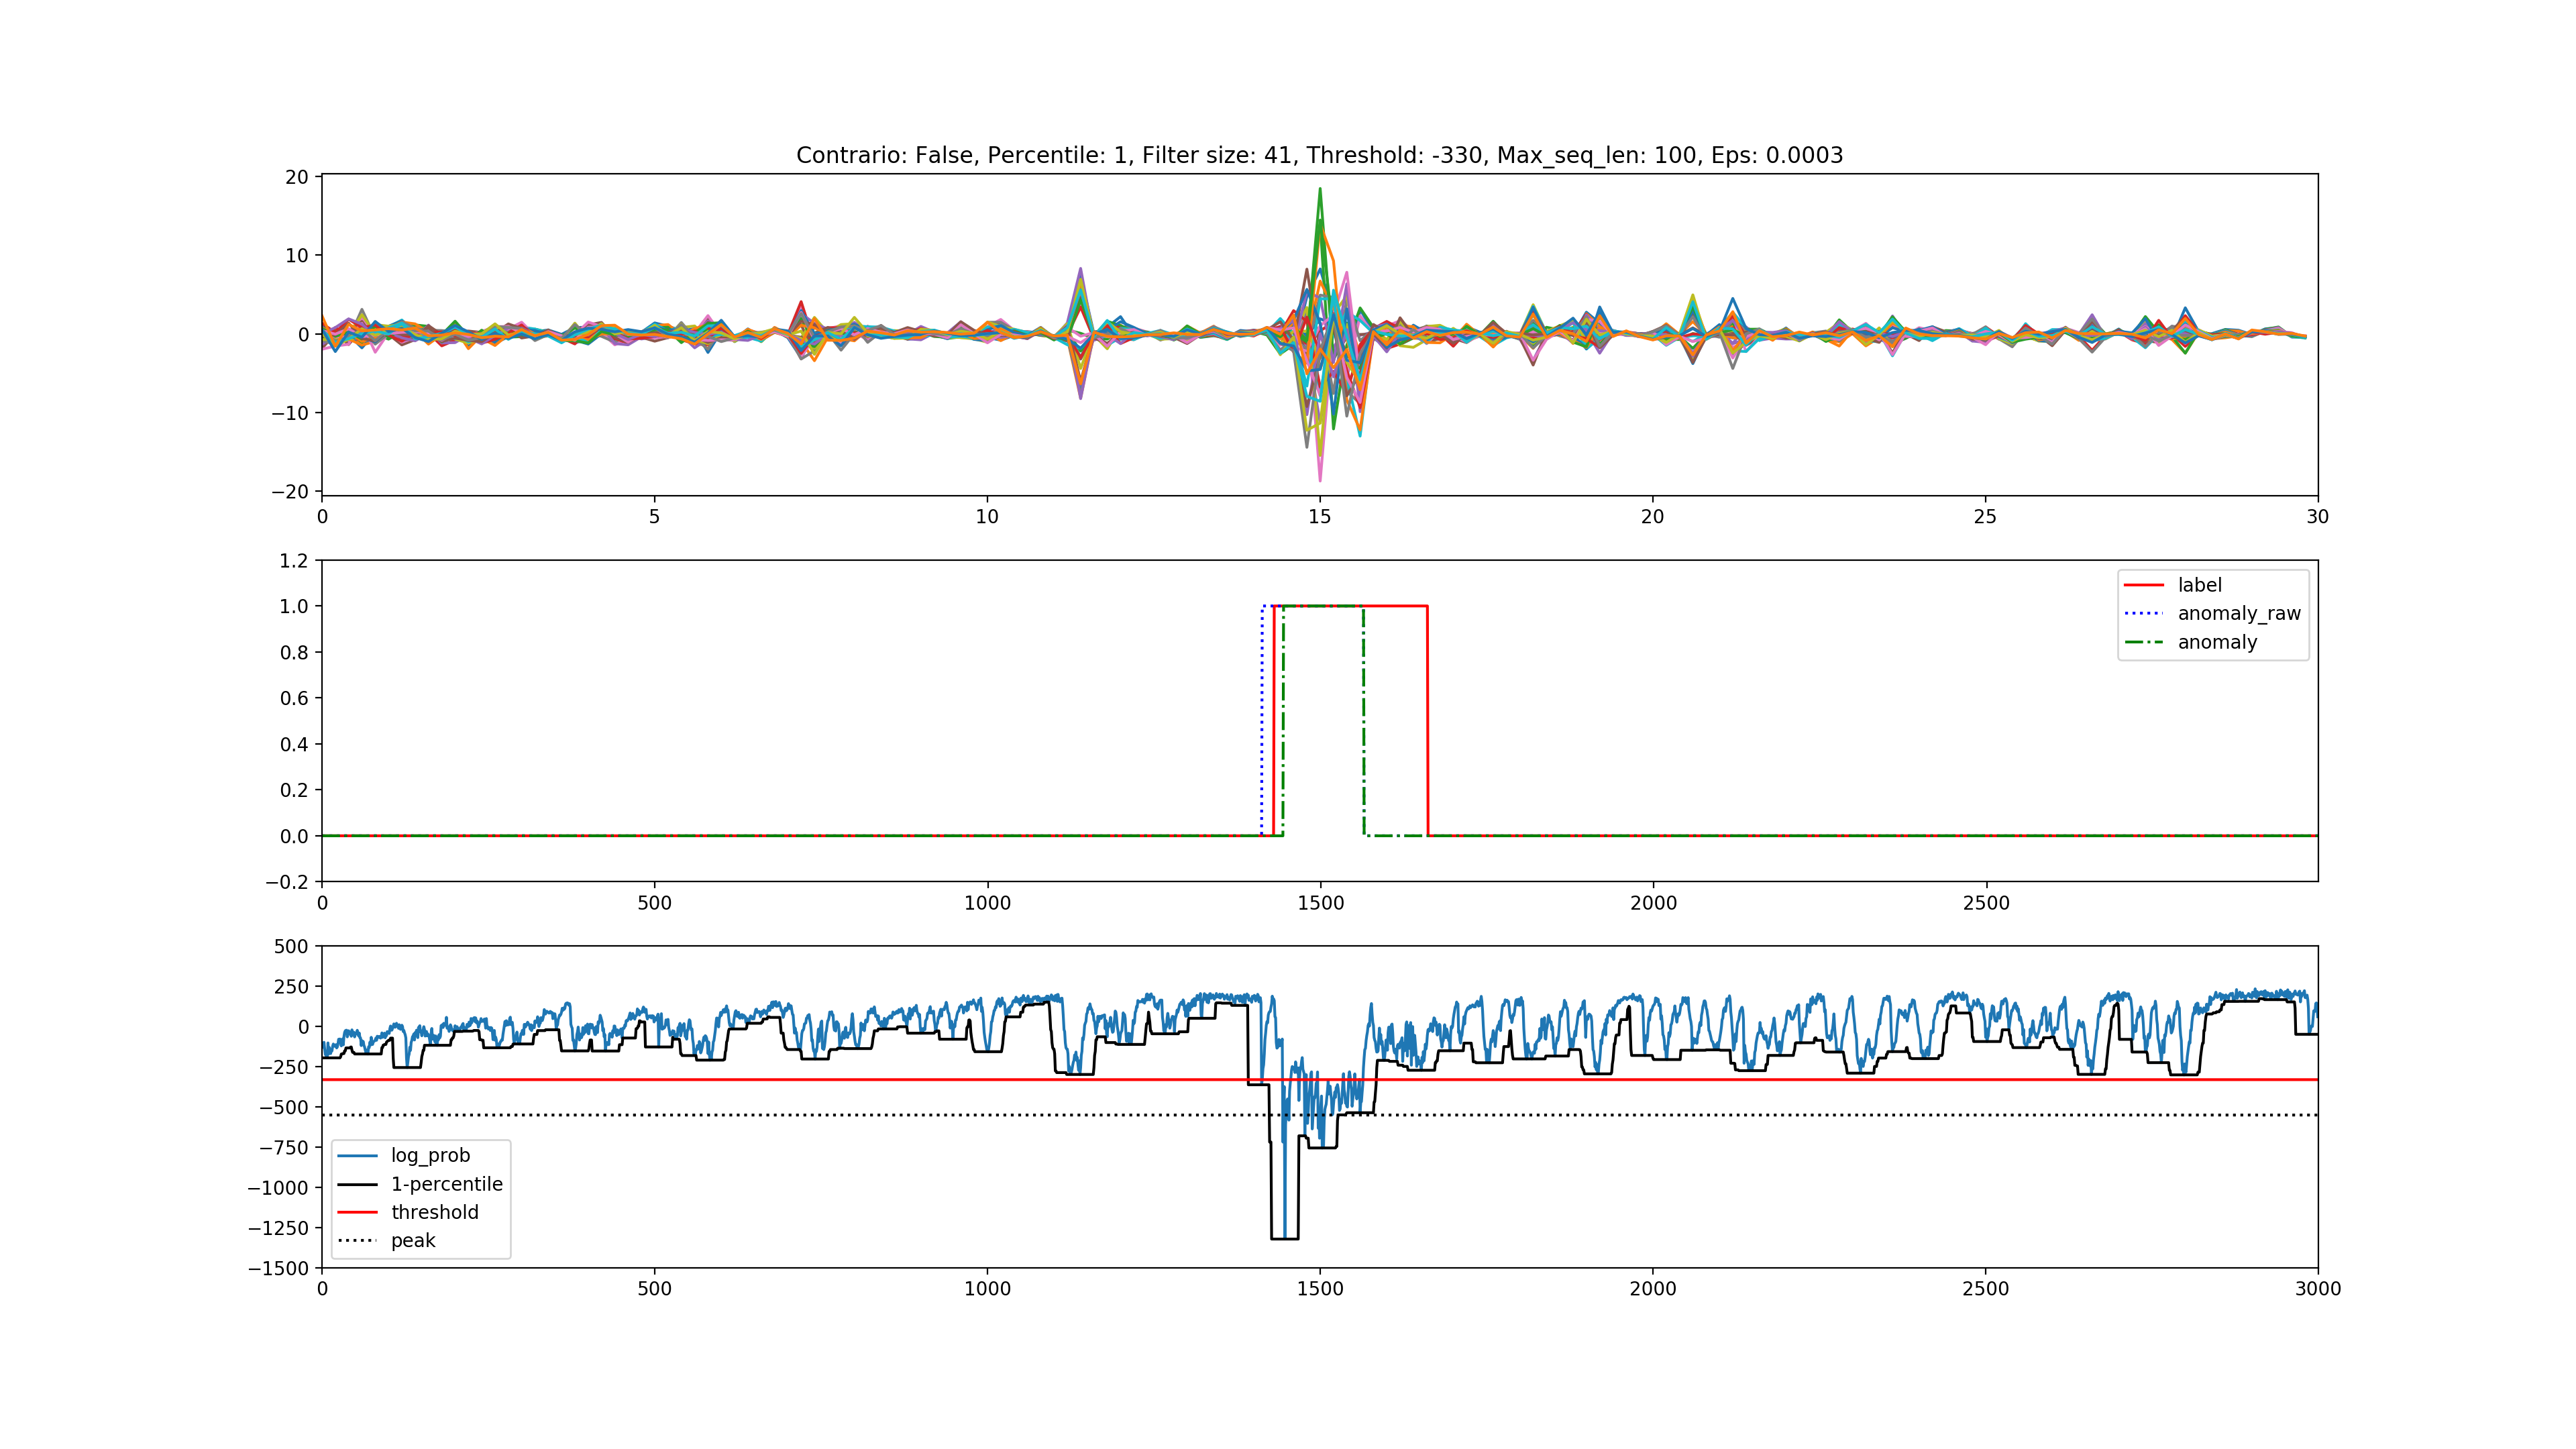 Contrario: False, Percentile: 1, Filter size: 41, Threshold: -330, Max_seq_len: 100, Eps: 0.0003
20
10
0
−10
−20
0 5 10 15 20 25 30
1.2
1.0
0.8
0.6
0.4
0.2
0.0
−0.2
label
anomaly_raw
anomaly
0 500 1000 1500 2000 2500
500
250
0
−250
−500
−750
−1000
−1250
−1500
log_prob
1-percentile
threshold
peak
0 500 1000 1500 2000 2500 3000